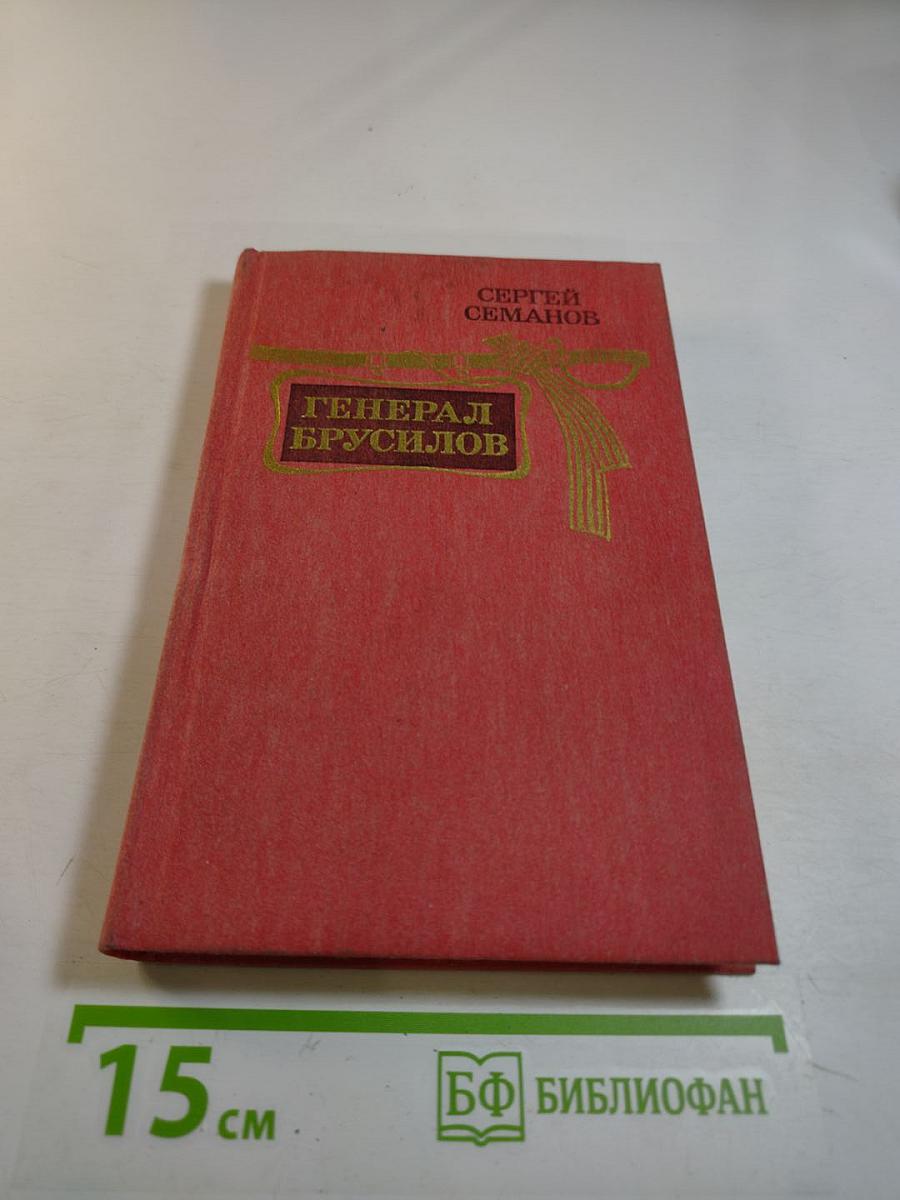 СЕРГЕЙ
СЕМАНОВ
ГЕНЕРАЛ
БРУСИЛОВ
15 см
БФ БИБЛИОФАН